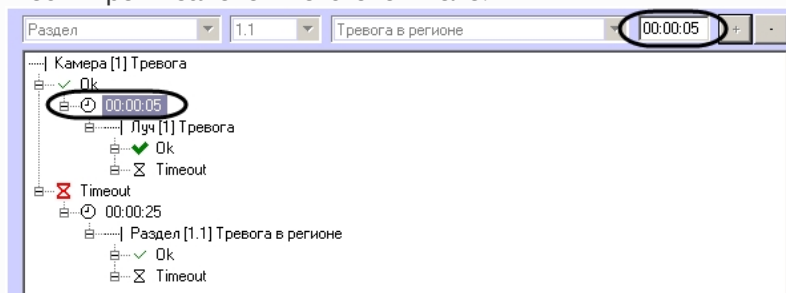 Раздел 1.1 Тревога в регионе 00:00:05 + -
Камера [1] Тревога
Ok
00:00:05
Луч [1] Тревога
Ok
Timeout
Timeout
00:00:25
Раздел [1.1] Тревога в регионе
Ok
Timeout